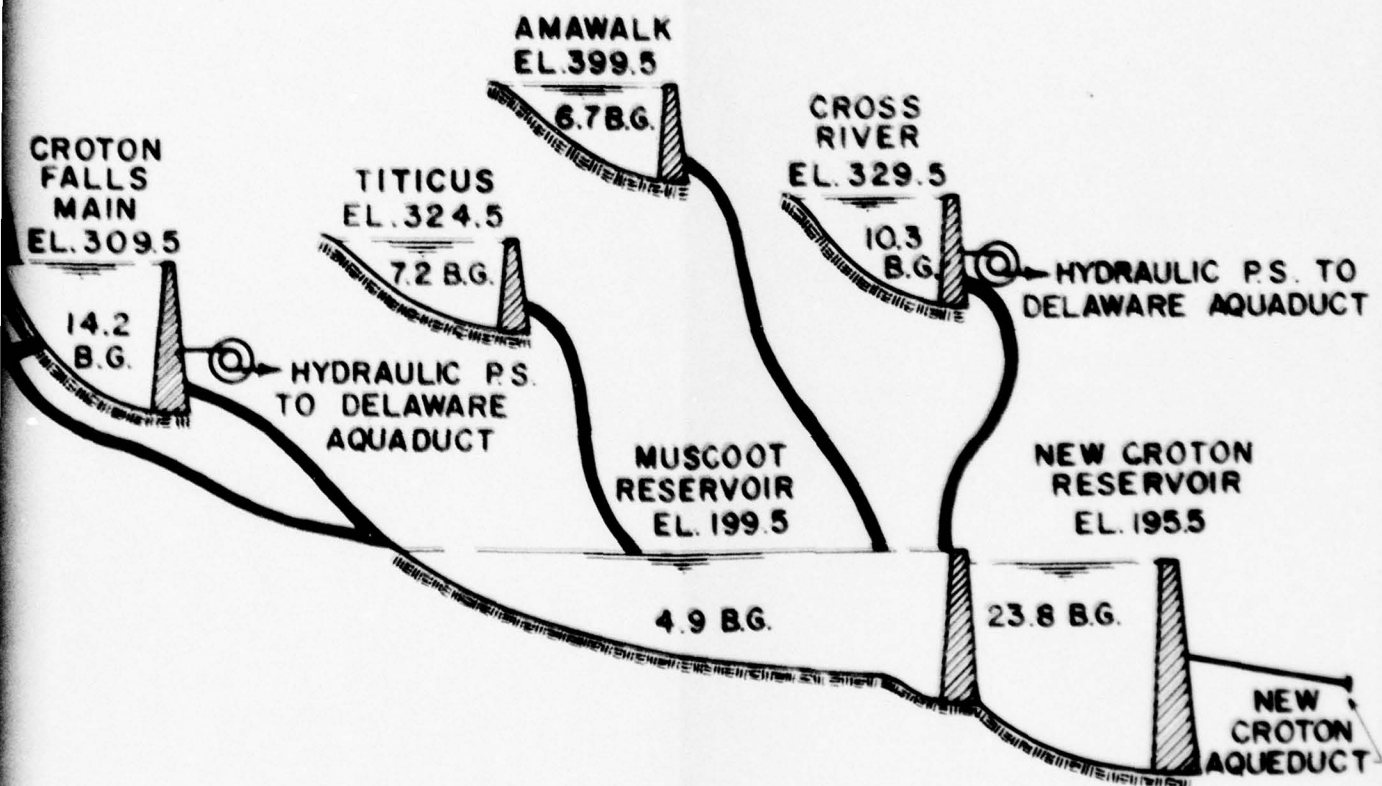 AMAWALK
EL.399.5
6.7 B.G.
CROSS
RIVER
EL. 329.5
10.3
B.G.
HYDRAULIC P.S. TO
DELAWARE AQUADUCT
CROTON
FALLS
MAIN
EL. 309.5
14.2
B.G.
HYDRAULIC P.S.
TO DELAWARE
AQUADUCT
TITICUS
EL. 324.5
7.2 B.G.
MUSCOOT
RESERVOIR
EL. 199.5
4.9 B.G.
NEW CROTON
RESERVOIR
EL. 195.5
23.8 B.G.
NEW
CROTON
AQUEDUCT